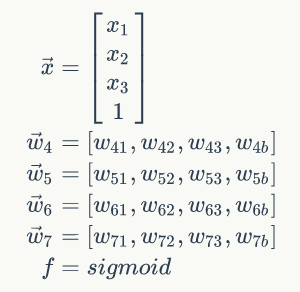 x⃗ = [x₁
x₂
x₃
1]
w⃗₄ = [w₄₁, w₄₂, w₄₃, w₄b]
w⃗₅ = [w₅₁, w₅₂, w₅₃, w₅b]
w⃗₆ = [w₆₁, w₆₂, w₆₃, w₆b]
w⃗₇ = [w₇₁, w₇₂, w₇₃, w₇b]
f = sigmoid